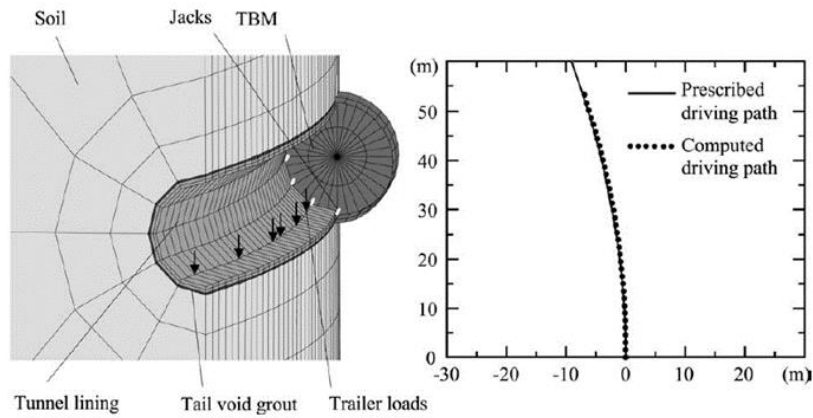 Soil
Jacks TBM
Tunnel lining Tail void grout Trailer loads
(m)
50
40
30
20
10
0
-30 -20 -10 0 10 20 (m)
Prescribed
driving path
Computed
driving path